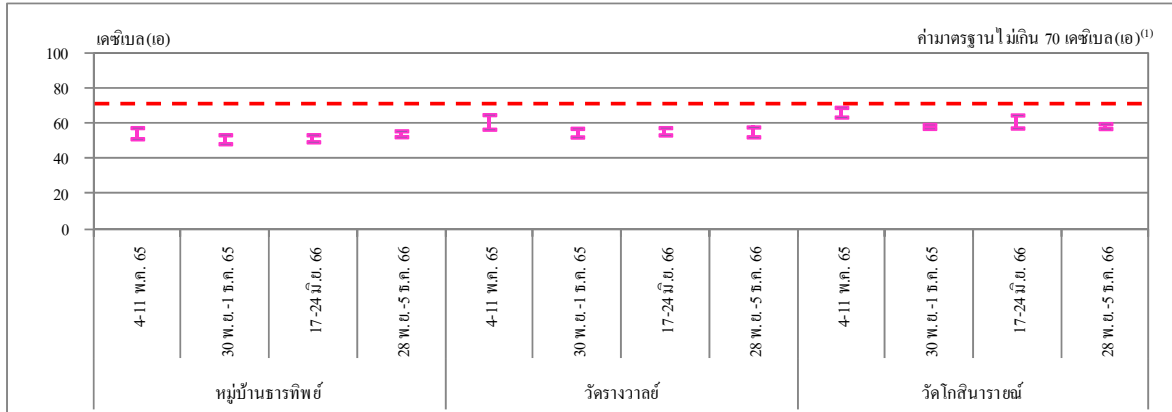 เดซิเบล(เอ)
ค่ามาตรฐานไม่เกิน 70 เดซิเบล(เอ)⁽¹⁾
100
80
60
40
20
0
4-11 พ.ค. 65
30 พ.ย.-1 ธ.ค. 65
17-24 มิ.ย. 66
28 พ.ย.-5 ธ.ค. 66
4-11 พ.ค. 65
30 พ.ย.-1 ธ.ค. 65
17-24 มิ.ย. 66
28 พ.ย.-5 ธ.ค. 66
4-11 พ.ค. 65
30 พ.ย.-1 ธ.ค. 65
17-24 มิ.ย. 66
28 พ.ย.-5 ธ.ค. 66
หมู่บ้านธารทิพย์
วัดรางวาลย์
วัดโกสินารายณ์